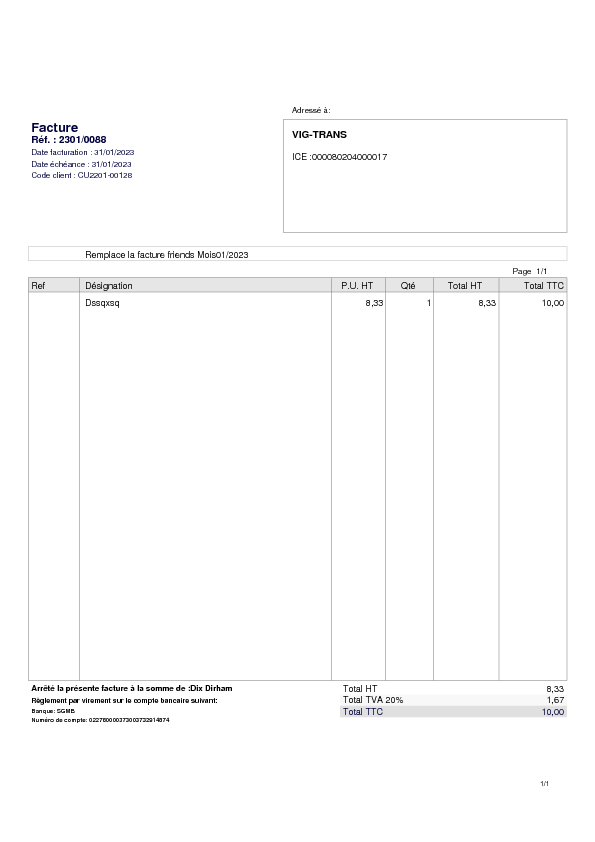 Adressé à:
Facture
Réf. : 2301/0088
Date facturation : 31/01/2023
Date échéance : 31/01/2023
Code client : CU2201-00128
VIG-TRANS
ICE :000080204000017
Remplace la facture friends Mois01/2023
Page 1/1
Ref Désignation P.U. HT Qté Total HT Total TTC
Dssqxsq 8,33 1 8,33 10,00
Arrêté la présente facture à la somme de :Dix Dirham
Règlement par virement sur le compte bancaire suivant:
Banque: SGMB
Numéro de compte:
Total HT 8,33
Total TVA 20% 1,67
Total TTC 10,00
1/1